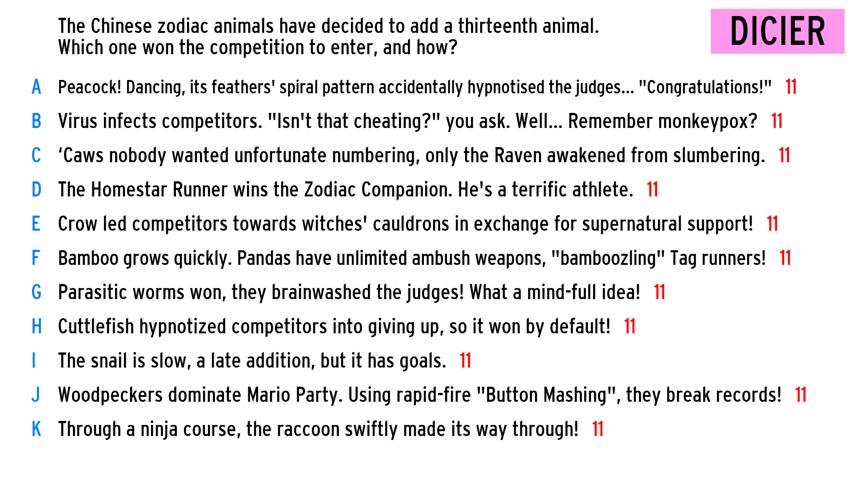 The Chinese zodiac animals have decided to add a thirteenth animal.
Which one won the competition to enter, and how?
DICIER
A Peacock! Dancing, its feathers' spiral pattern accidentally hypnotised the judges... "Congratulations!" 11
B Virus infects competitors. "Isn't that cheating?" you ask. Well... Remember monkeypox? 11
C ‘Caws nobody wanted unfortunate numbering, only the Raven awakened from slumbering. 11
D The Homestar Runner wins the Zodiac Companion. He's a terrific athlete. 11
E Crow led competitors towards witches' cauldrons in exchange for supernatural support! 11
F Bamboo grows quickly. Pandas have unlimited ambush weapons, "bamboozling" Tag runners! 11
G Parasitic worms won, they brainwashed the judges! What a mind-full idea! 11
H Cuttlefish hypnotized competitors into giving up, so it won by default! 11
I The snail is slow, a late addition, but it has goals. 11
J Woodpeckers dominate Mario Party. Using rapid-fire "Button Mashing", they break records! 11
K Through a ninja course, the raccoon swiftly made its way through! 11